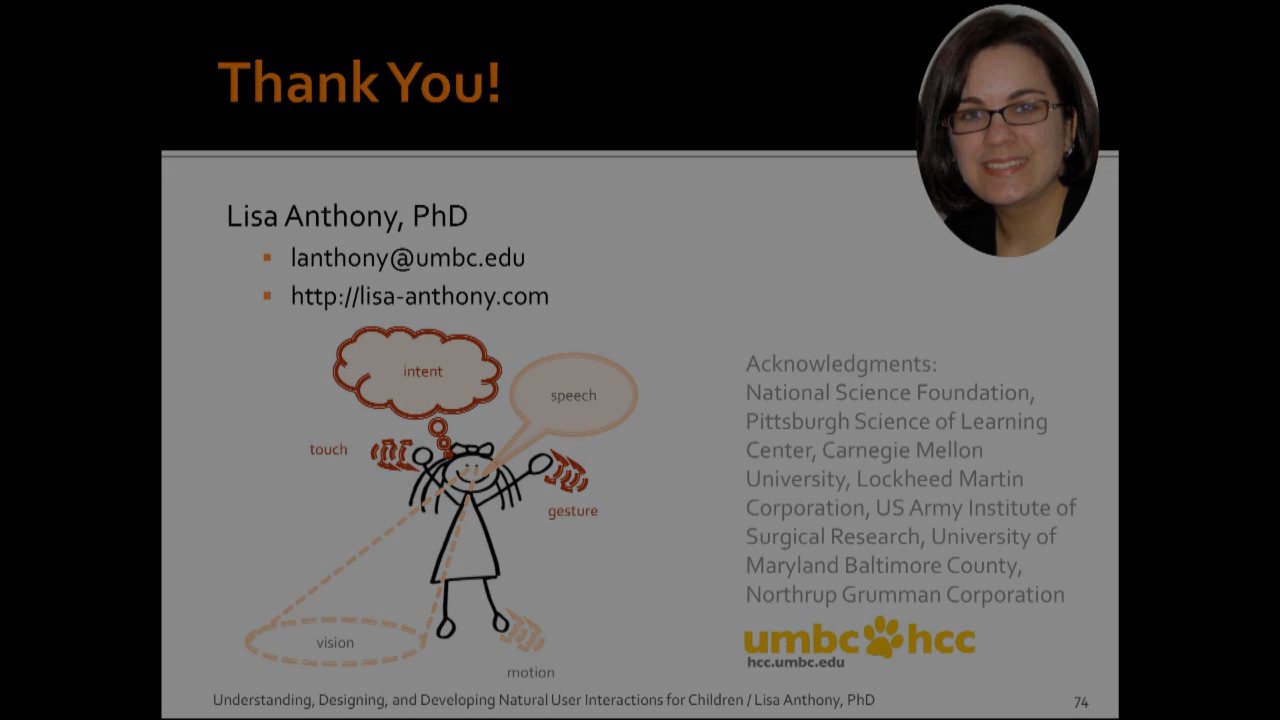 Thank You!
Lisa Anthony, PhD
lanthony@umbc.edu
http://lisa-anthony.com
intent
speech
touch
gesture
vision
motion
Acknowledgments:
National Science Foundation,
Pittsburgh Science of Learning
Center, Carnegie Mellon
University, Lockheed Martin
Corporation, US Army Institute of
Surgical Research, University of
Maryland Baltimore County,
Northrup Grumman Corporation
umbc hcc
hcc.umbc.edu
Understanding, Designing, and Developing Natural User Interactions for Children / Lisa Anthony, PhD
74